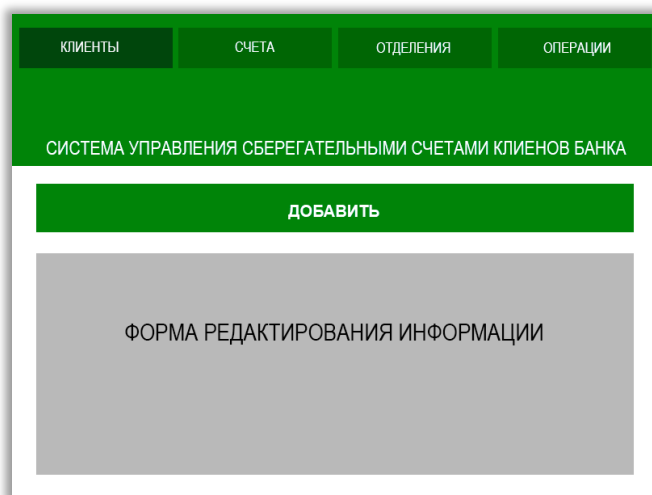 КЛИЕНТЫ СЧЕТА ОТДЕЛЕНИЯ ОПЕРАЦИИ
СИСТЕМА УПРАВЛЕНИЯ СБЕРЕГАТЕЛЬНЫМИ СЧЕТАМИ КЛИЕНОВ БАНКА
ДОБАВИТЬ
ФОРМА РЕДАКТИРОВАНИЯ ИНФОРМАЦИИ